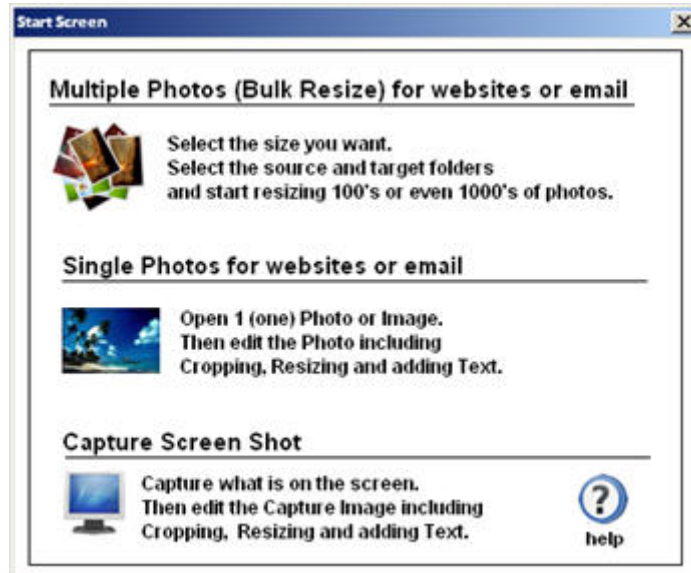 Start Screen
Multiple Photos (Bulk Resize) for websites or email
Select the size you want.
Select the source and target folders
and start resizing 100's or even 1000's of photos.
Single Photos for websites or email
Open 1 (one) Photo or Image.
Then edit the Photo including
Cropping, Resizing and adding Text.
Capture Screen Shot
Capture what is on the screen.
Then edit the Capture Image including
Cropping, Resizing and adding Text.
help